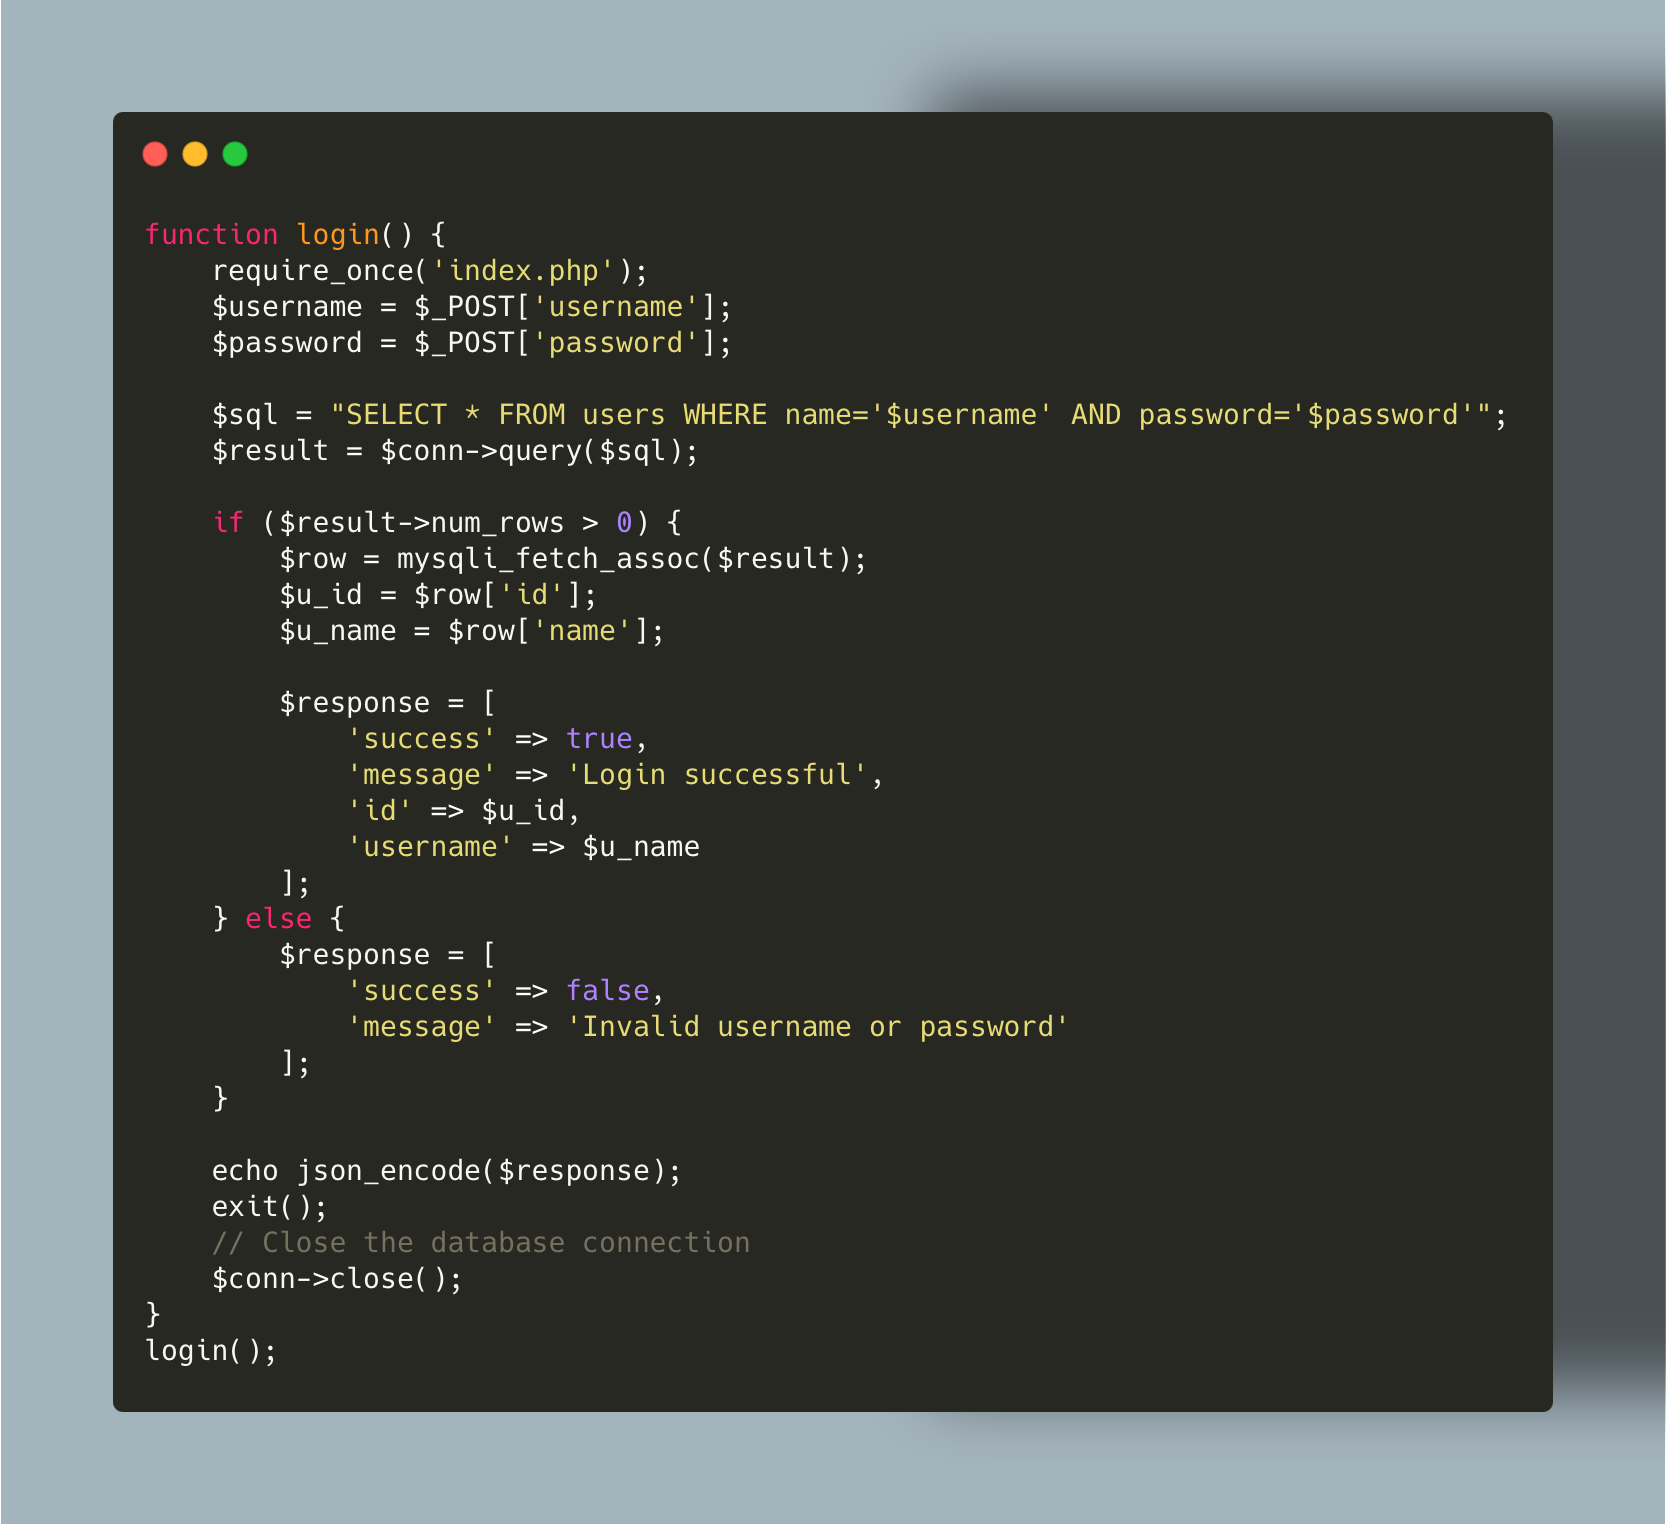 function login() {
    require_once('index.php');
    $username = $_POST['username'];
    $password = $_POST['password'];

    $sql = "SELECT * FROM users WHERE name='$username' AND password='$password'";
    $result = $conn->query($sql);

    if ($result->num_rows > 0) {
        $row = mysqli_fetch_assoc($result);
        $u_id = $row['id'];
        $u_name = $row['name'];

        $response = [
            'success' => true,
            'message' => 'Login successful',
            'id' => $u_id,
            'username' => $u_name
        ];
    } else {
        $response = [
            'success' => false,
            'message' => 'Invalid username or password'
        ];
    }

    echo json_encode($response);
    exit();
    // Close the database connection
    $conn->close();
}
login();